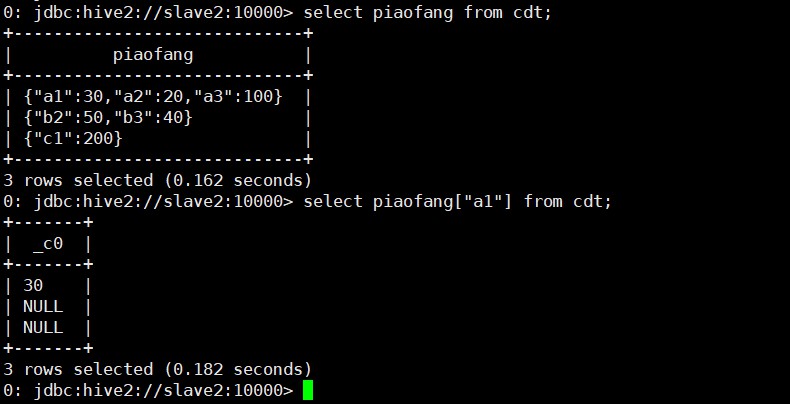 0: jdbc:hive2://slave2:10000> select piaofang from cdt;
+-----------------------------+
|          piaofang           |
+-----------------------------+
| {"a1":30,"a2":20,"a3":100}  |
| {"b2":50,"b3":40}           |
| {"c1":200}                  |
+-----------------------------+
3 rows selected (0.162 seconds)
0: jdbc:hive2://slave2:10000> select piaofang["a1"] from cdt;
+-------+
|  _c0  |
+-------+
| 30    |
| NULL  |
| NULL  |
+-------+
3 rows selected (0.182 seconds)
0: jdbc:hive2://slave2:10000>